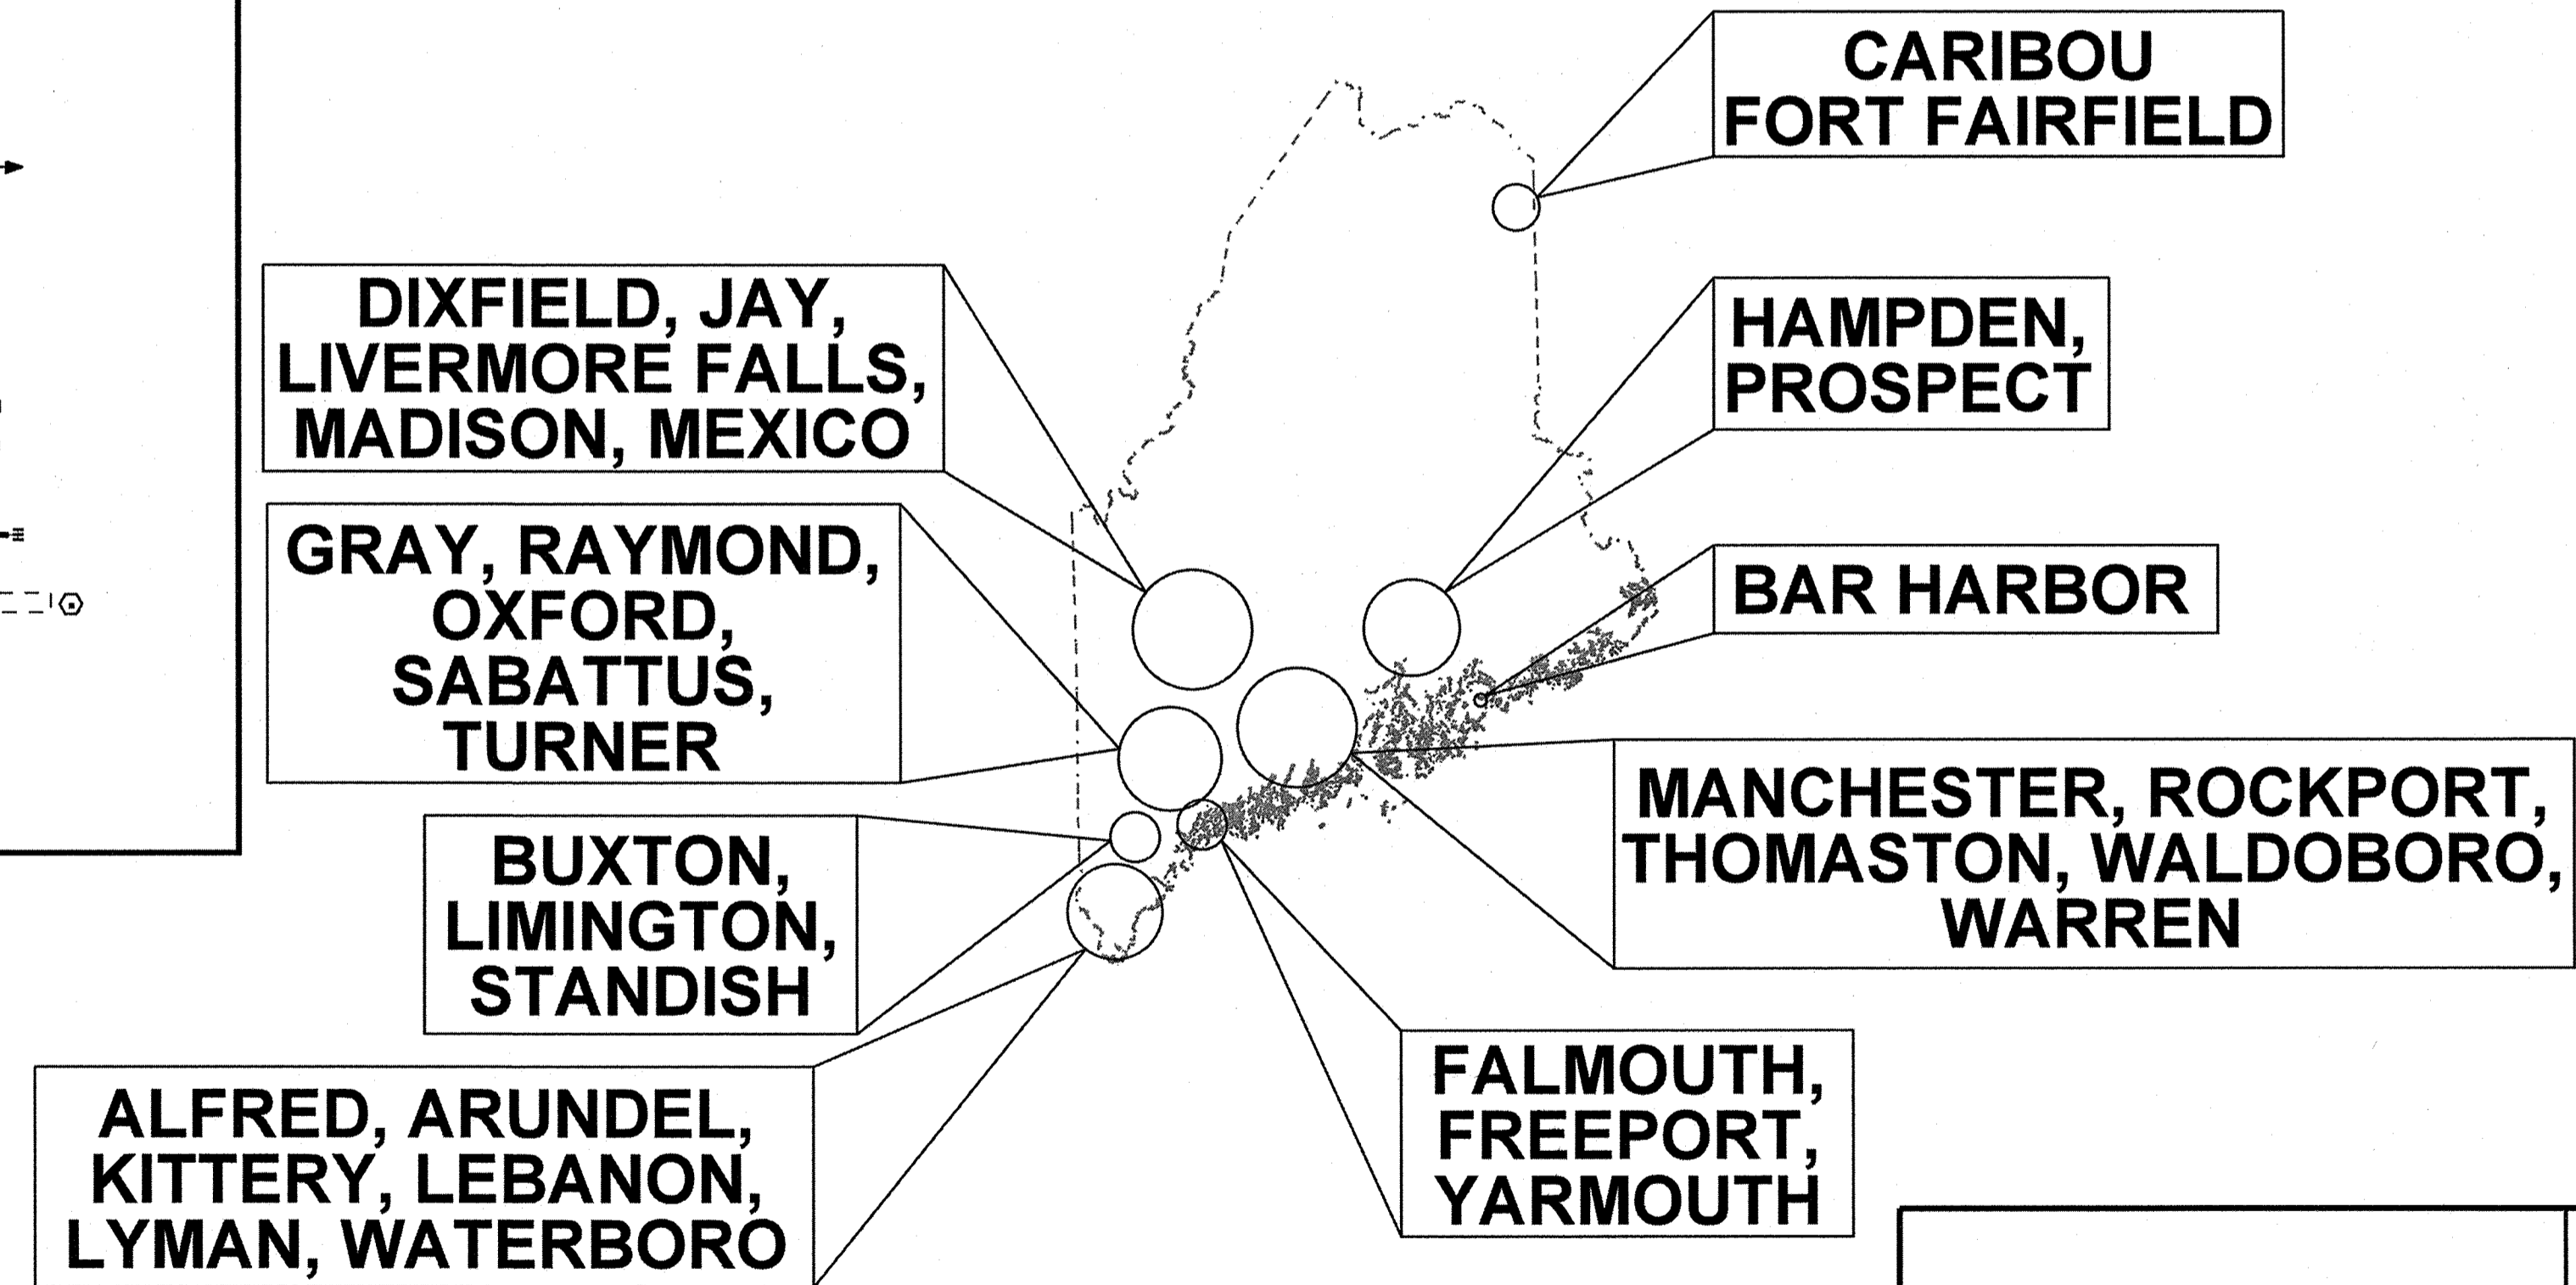 CARIBOU
FORT FAIRFIELD
DIXFIELD, JAY,
LIVERMORE FALLS,
MADISON, MEXICO
HAMPDEN,
PROSPECT
GRAY, RAYMOND,
OXFORD,
SABATTUS,
TURNER
BAR HARBOR
MANCHESTER, ROCKPORT,
THOMASTON, WALDOBORO,
WARREN
BUXTON,
LIMINGTON,
STANDISH
FALMOUTH,
FREEPORT,
YARMOUTH
ALFRED, ARUNDEL,
KITTERY, LEBANON,
LYMAN, WATERBORO